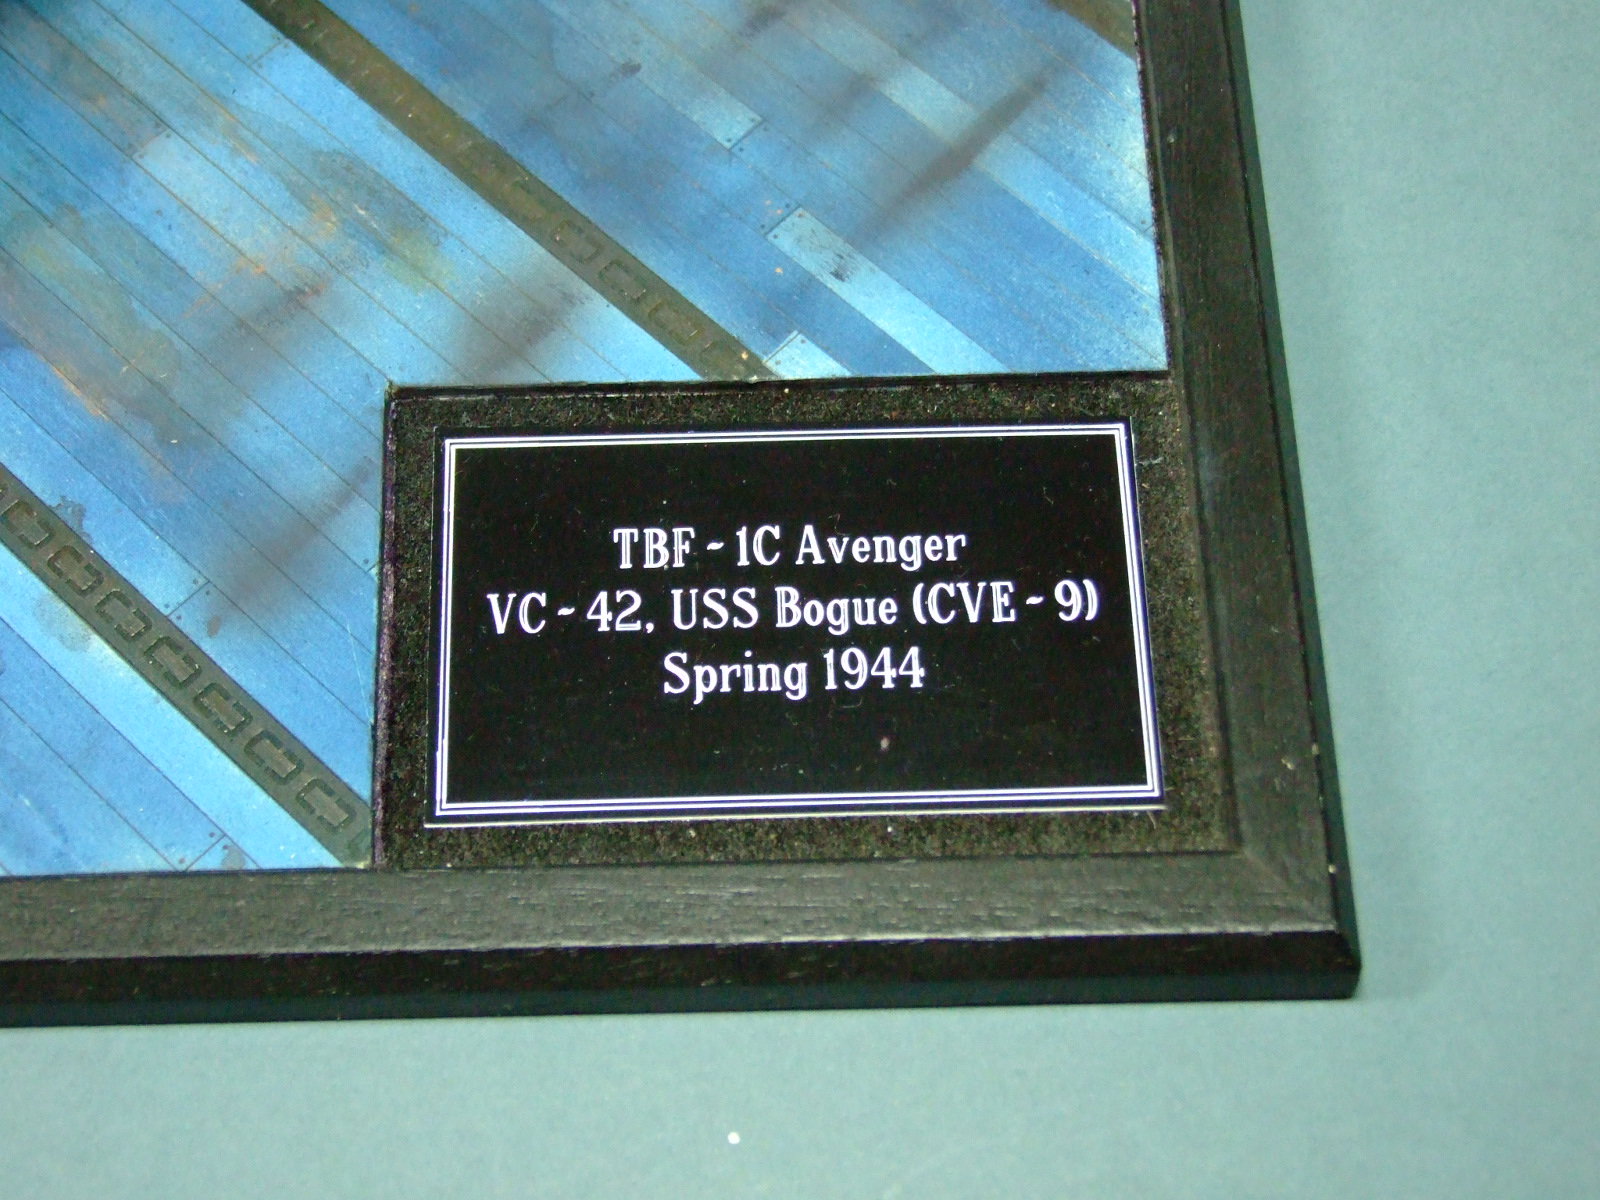 TBF ~ 1C Avenger
VC ~ 42, USS Bogue (CVE ~ 9)
Spring 1944